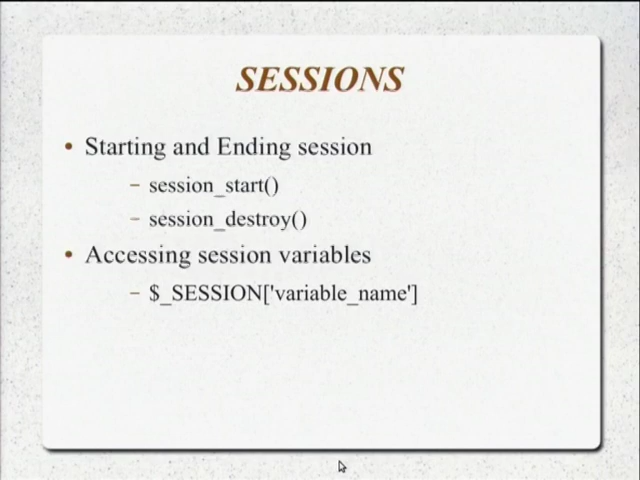 SESSIONS
• Starting and Ending session
– session_start()
– session_destroy()
• Accessing session variables
– $_SESSION['variable_name']